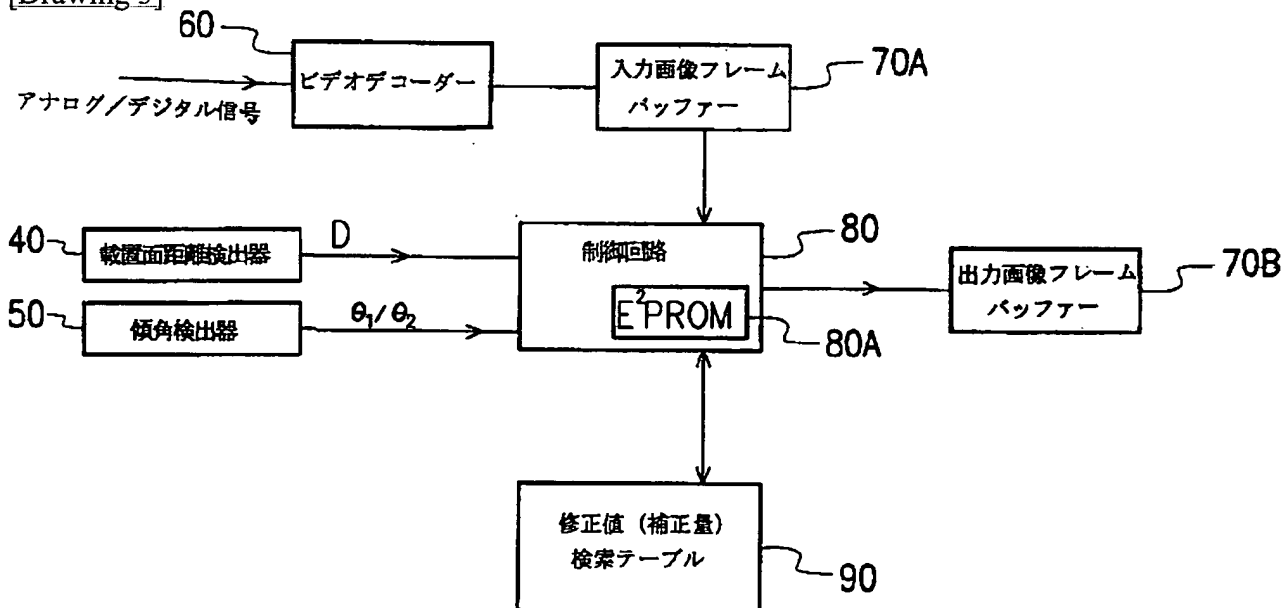 [Drawing 9]
60
ビデオデコーダー
入力画像フレーム
バッファー
70A
アナログ/デジタル信号
40
載置面距離検出器
D
制御回路
80
E²PROM
80A
出力画像フレーム
バッファー
70B
50
傾角検出器
θ₁/θ₂
修正値（補正量）
検索テーブル
90